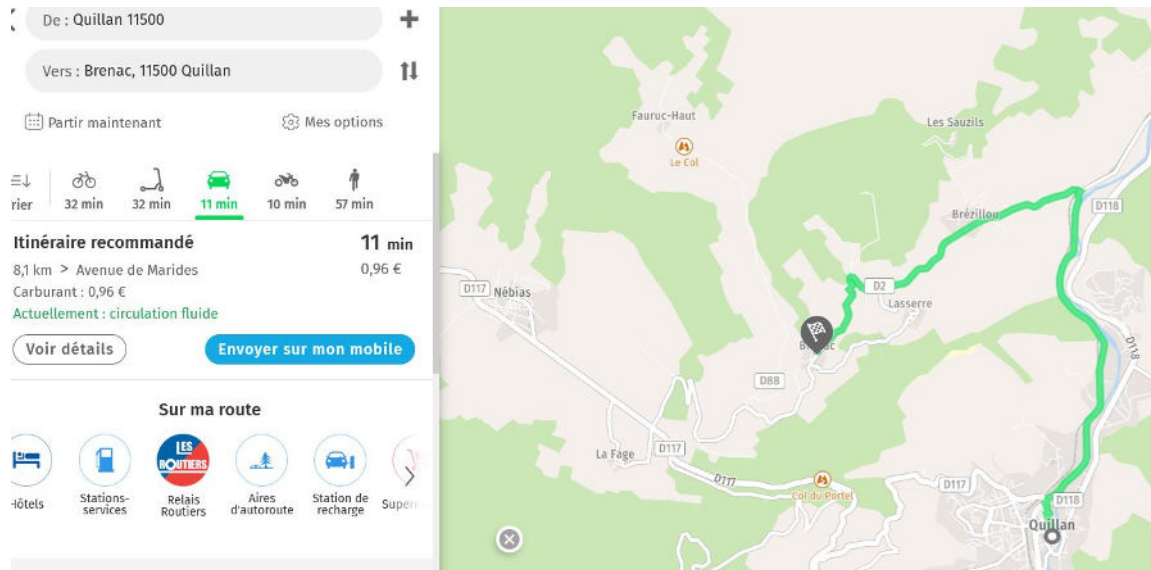 De : Quillan 11500
Vers : Brenac, 11500 Quillan
Partir maintenant
Mes options
32 min
32 min
11 min
10 min
57 min
Itinéraire recommandé
11 min
8,1 km > Avenue de Marides
0,96 €
Carburant : 0,96 €
Actuellement : circulation fluide
Voir détails
Envoyer sur mon mobile
Sur ma route
LES
ROUTIERS
Stations-
services
Relais
Routiers
Aires
d'autoroute
Station de
recharge
Fauruc-Haut
Le Col
Les Sauzils
D118
Brézillou
D2
D117
Nébias
Lasserre
D118
D88
La Fage
D117
D117
Col du Portel
D117
D118
Quillan